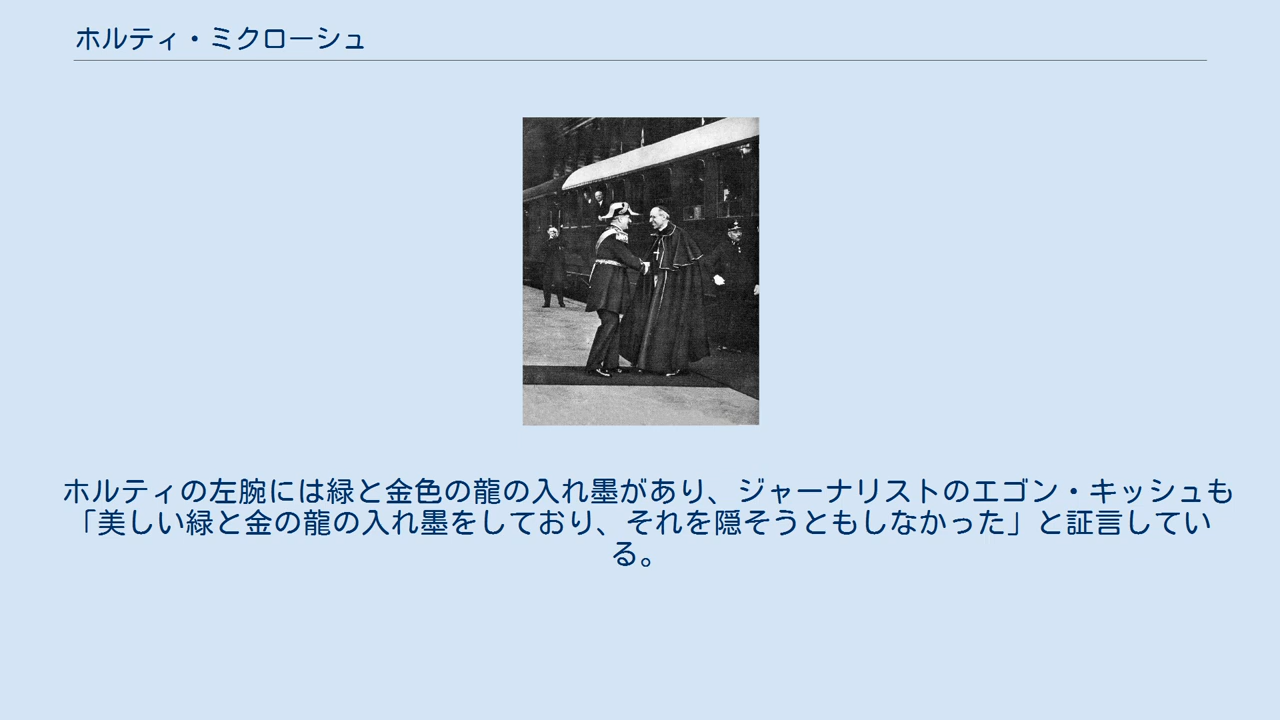 ホルティ・ミクローシュ
ホルティの左腕には緑と金色の龍の入れ墨があり、ジャーナリストのエゴン・キッシュも
「美しい緑と金の龍の入れ墨をしており、それを隠そうともしなかった」と証言してい
る。